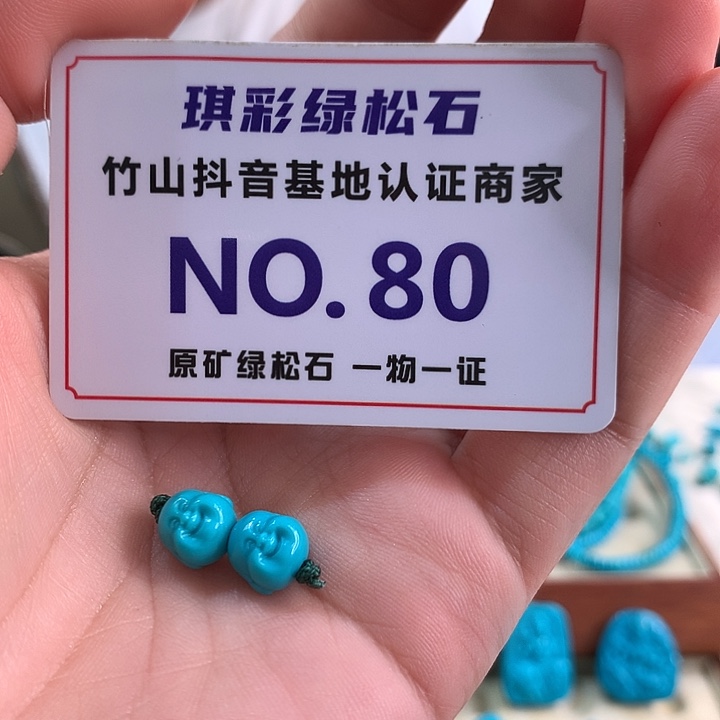 琪彩绿松石
竹山抖音基地认证商家
NO.80
原矿绿松石 一物一证